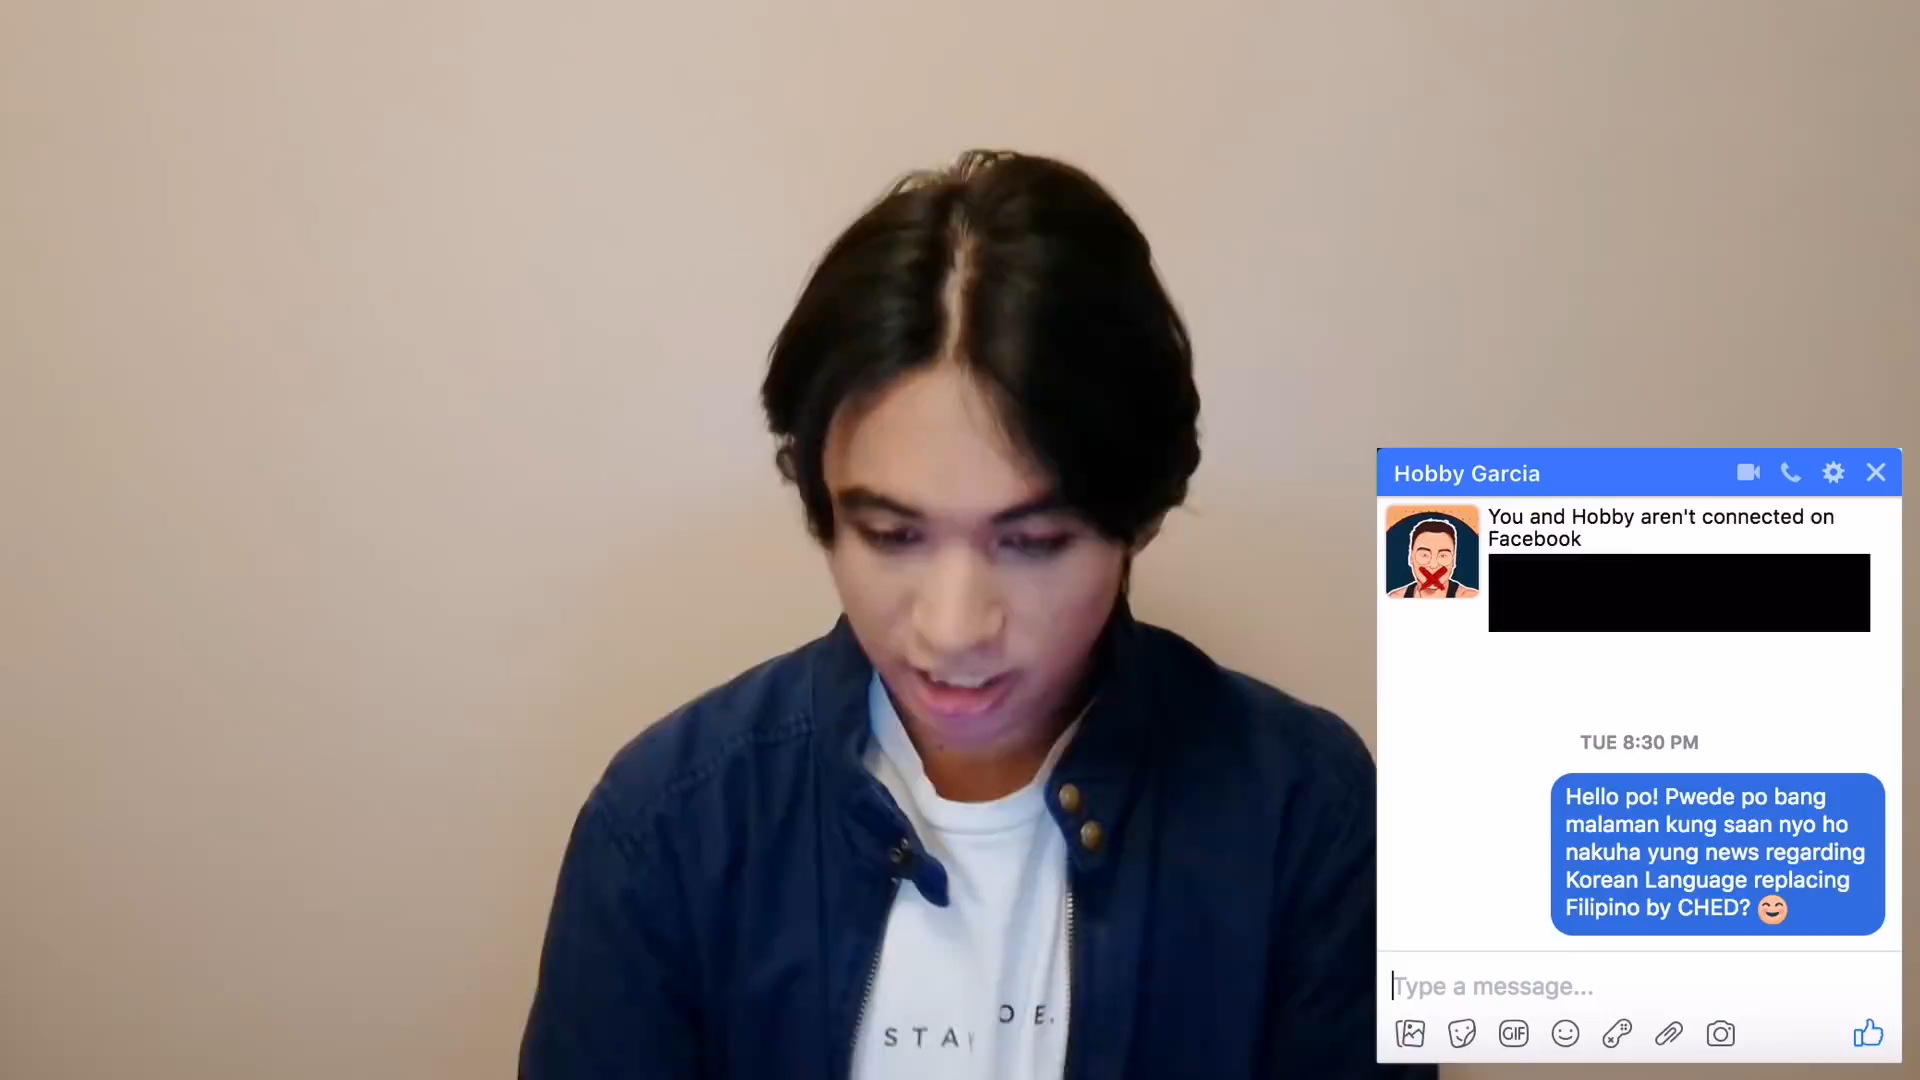 Hobby Garcia
You and Hobby aren't connected on
Facebook
TUE 8:30 PM
Hello po! Pwede po bang
malaman kung saan nyo ho
nakuha yung news regarding
Korean Language replacing
Filipino by CHED? 😊
Type a message...
GIF
STA
OE.